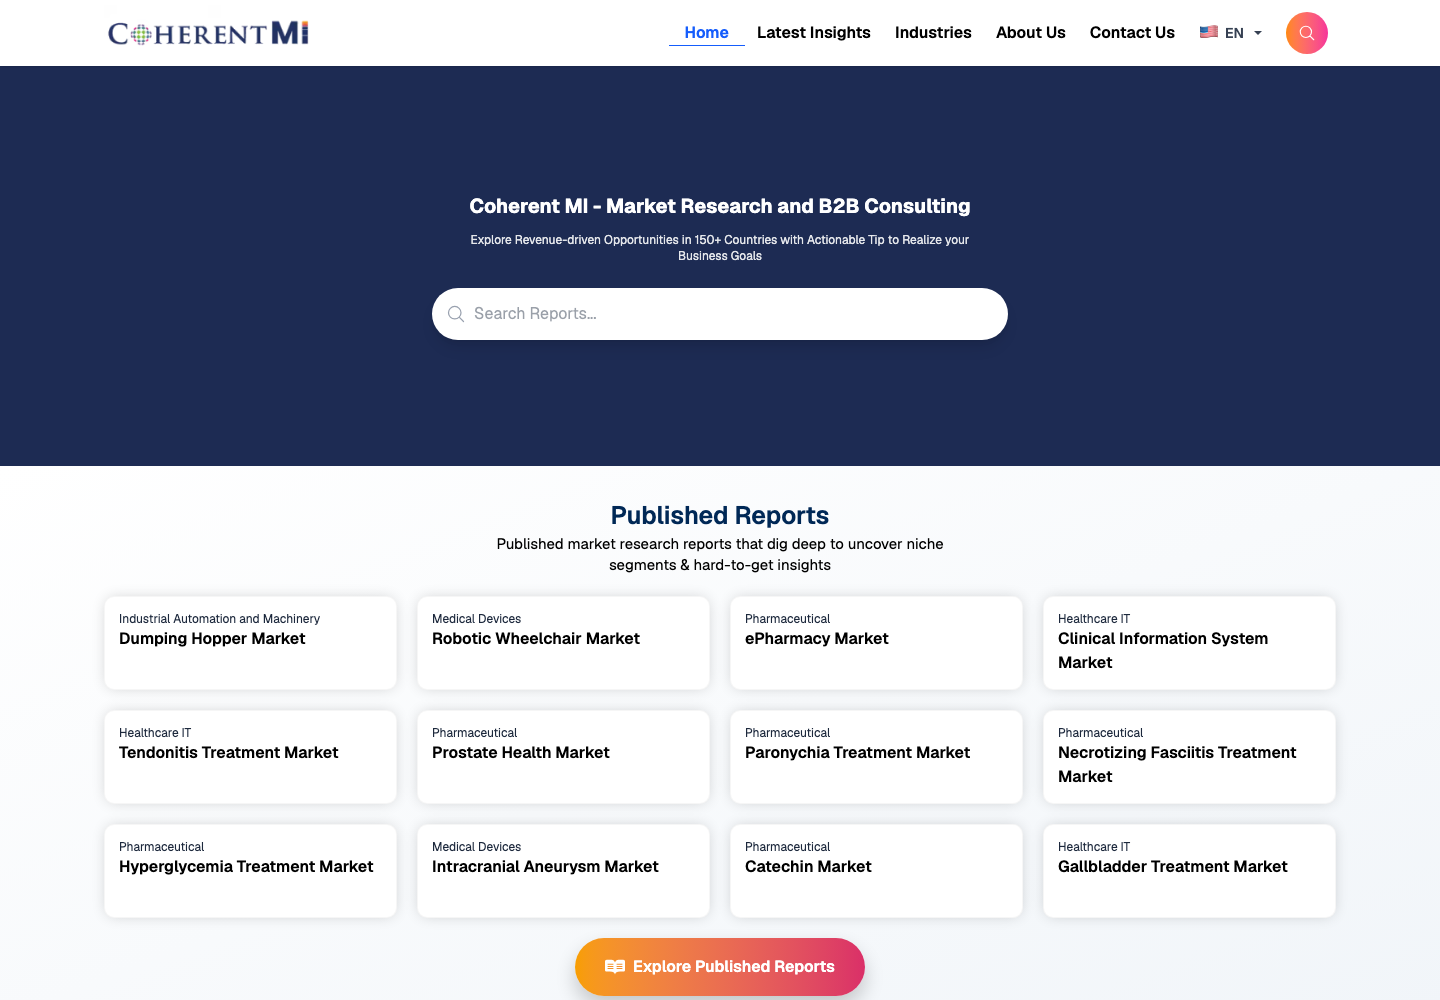 COHERENTMI
Home
Latest Insights
Industries
About Us
Contact Us
EN
Coherent MI - Market Research and B2B Consulting
Explore Revenue-driven Opportunities in 150+ Countries with Actionable Tip to Realize your
Business Goals
Search Reports...
Published Reports
Published market research reports that dig deep to uncover niche
segments & hard-to-get insights
Industrial Automation and Machinery
Dumping Hopper Market
Medical Devices
Robotic Wheelchair Market
Pharmaceutical
ePharmacy Market
Healthcare IT
Clinical Information System
Market
Healthcare IT
Tendonitis Treatment Market
Pharmaceutical
Prostate Health Market
Pharmaceutical
Paronychia Treatment Market
Pharmaceutical
Necrotizing Fasciitis Treatment
Market
Pharmaceutical
Hyperglycemia Treatment Market
Medical Devices
Intracranial Aneurysm Market
Pharmaceutical
Catechin Market
Healthcare IT
Gallbladder Treatment Market
Explore Published Reports